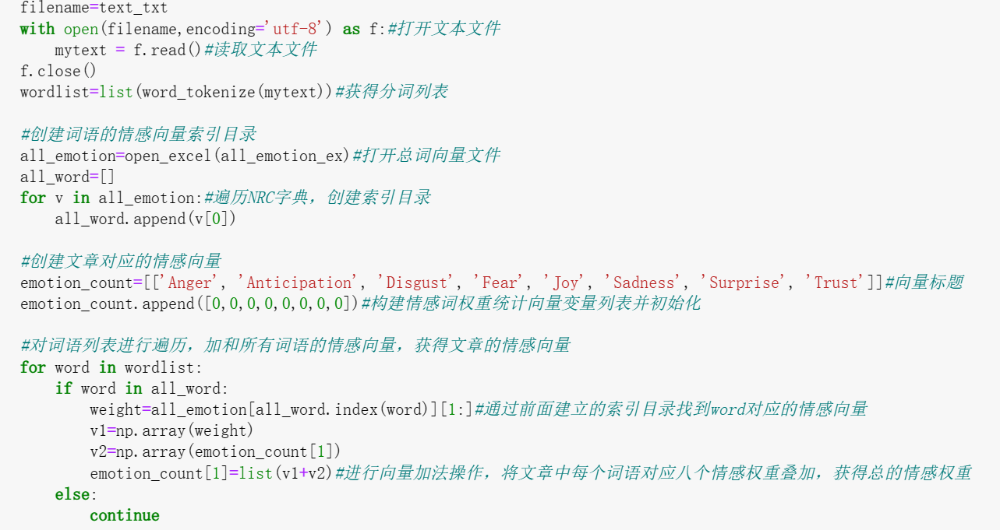 filename=text_txt
with open(filename,encoding='utf-8') as f:#打开文本文件
    mytext = f.read()#读取文本文件
f.close()
wordlist=list(word_tokenize(mytext))#获得分词列表

#创建词语的情感向量索引目录
all_emotion=open_excel(all_emotion_ex)#打开总词向量文件
all_word=[]
for v in all_emotion:#遍历NRC字典，创建索引目录
    all_word.append(v[0])

#创建文章对应的情感向量
emotion_count=[['Anger', 'Anticipation', 'Disgust', 'Fear', 'Joy', 'Sadness', 'Surprise', 'Trust']]#向量标题
emotion_count.append([0,0,0,0,0,0,0,0])#构建情感词权重统计向量变量列表并初始化

#对词语列表进行遍历，加和所有词语的情感向量，获得文章的情感向量
for word in wordlist:
    if word in all_word:
        weight=all_emotion[all_word.index(word)][1:]#通过前面建立的索引目录找到word对应的情感向量
        v1=np.array(weight)
        v2=np.array(emotion_count[1])
        emotion_count[1]=list(v1+v2)#进行向量加法操作，将文章中每个词语对应八个情感权重叠加，获得总的情感权重
    else:
        continue